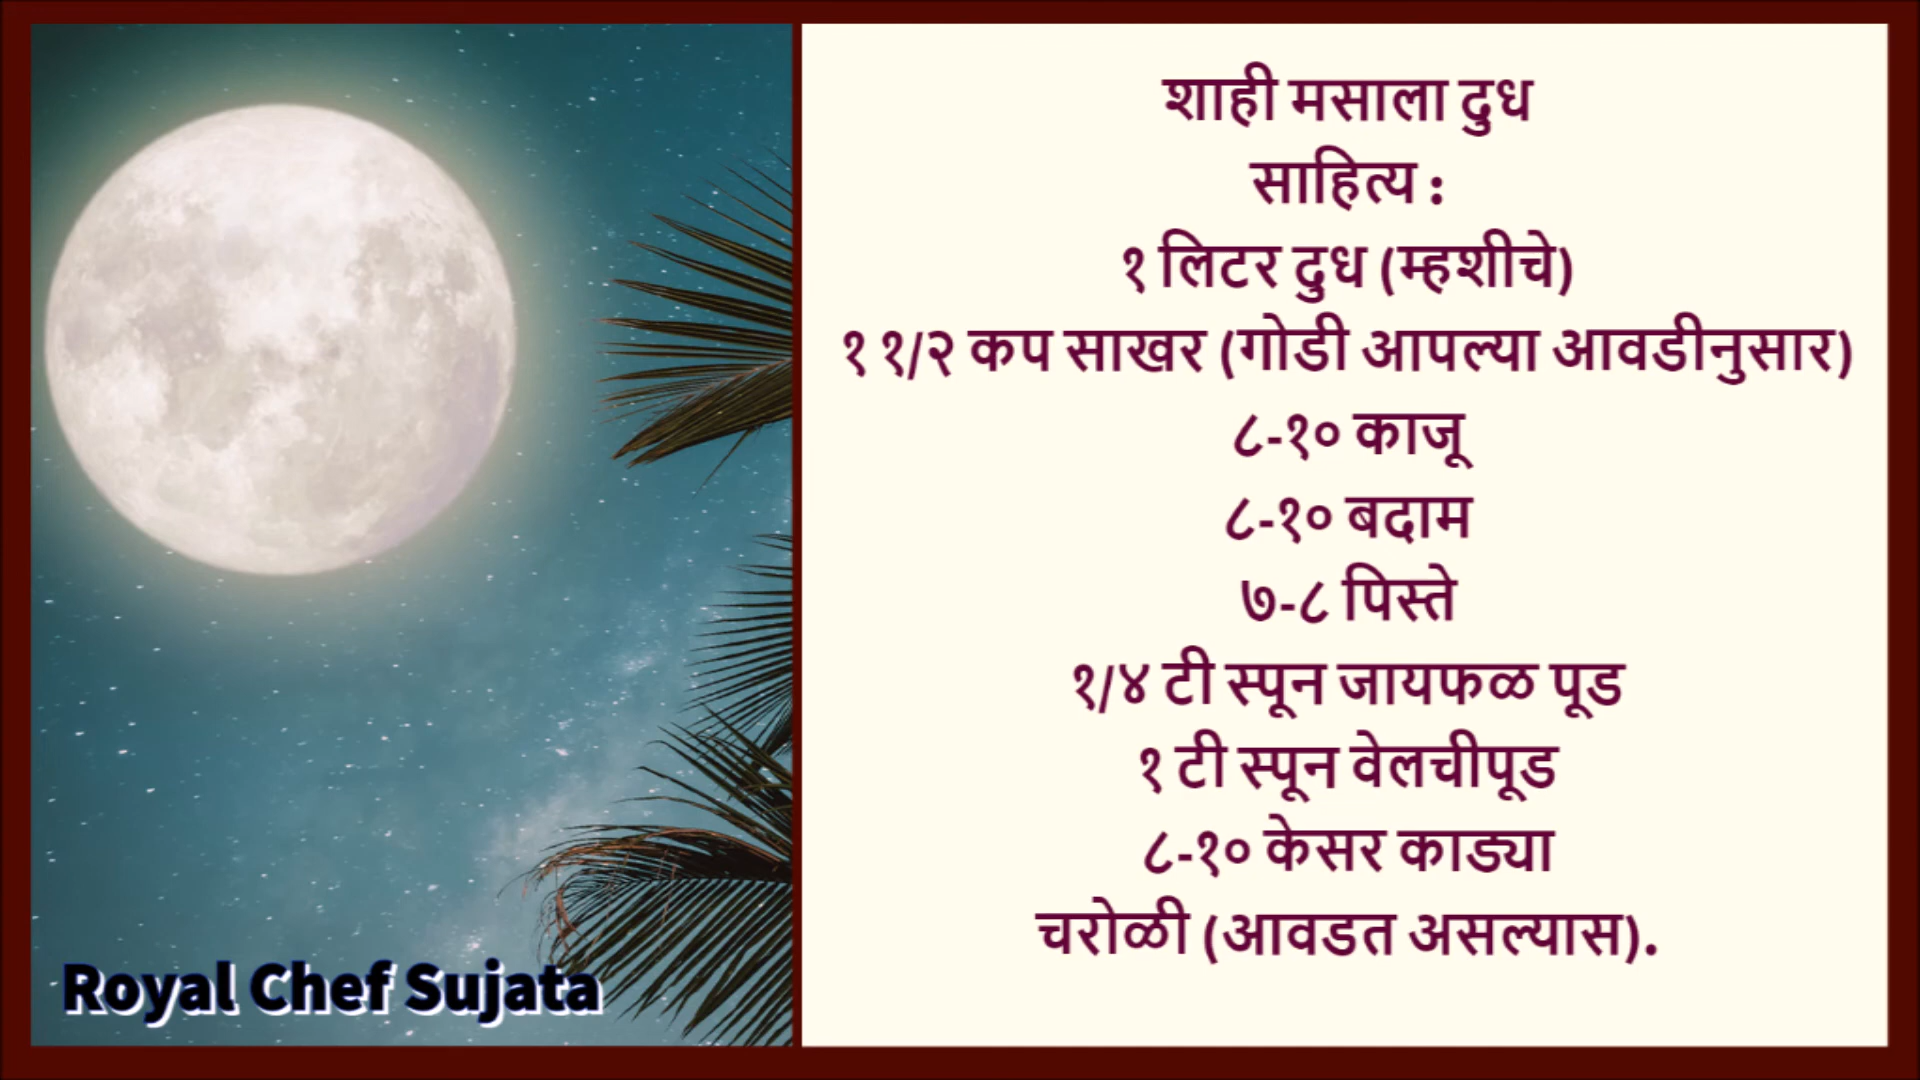 शाही मसाला दुध
साहित्य :
१ लिटर दुध (म्हशीचे)
१ १/२ कप साखर (गोडी आपल्या आवडीनुसार)
८-१० काजू
८-१० बदाम
७-८ पिस्ते
१/४ टी स्पून जायफळ पूड
१ टी स्पून वेलचीपूड
८-१० केसर काड्या
चरोळी (आवडत असल्यास).
Royal Chef Sujata